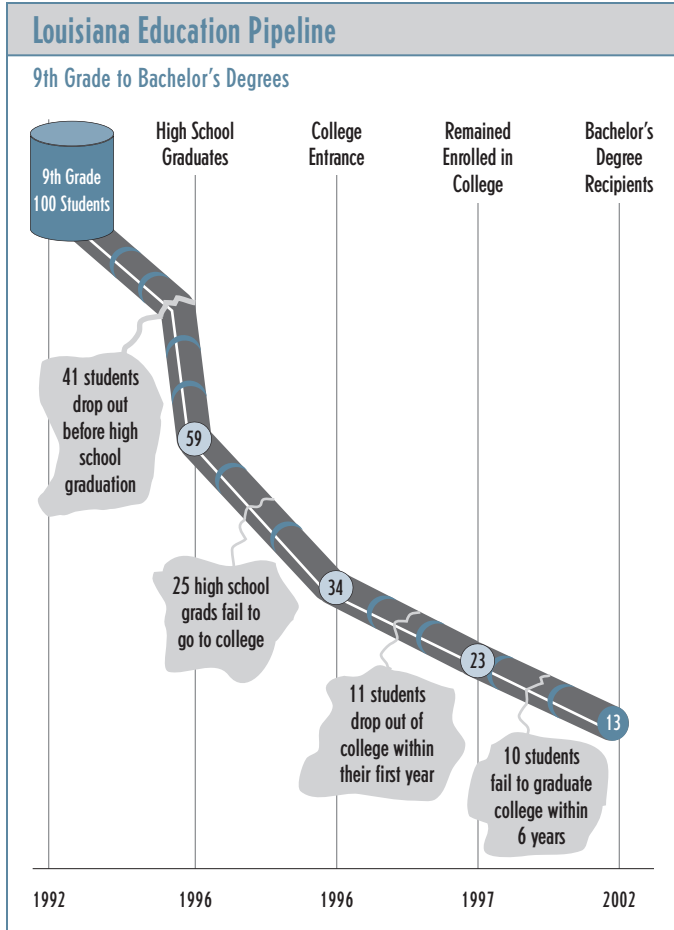 Louisiana Education Pipeline
9th Grade to Bachelor's Degrees
High School
Graduates
College
Entrance
Remained
Enrolled in
College
Bachelor's
Degree
Recipients
9th Grade
100 Students
41 students
drop out
before high
school
graduation
59
25 high school
grads fail to
go to college
34
11 students
drop out of
college within
their first year
23
10 students
fail to graduate
college within
6 years
13
1992
1996
1996
1997
2002